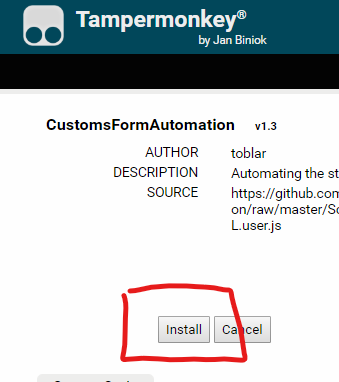 Tampermonkey®
by Jan Biniok
CustomsFormAutomation v1.3
AUTHOR toblar
DESCRIPTION Automating the st
SOURCE https://github.com
on/raw/master/Sc
L.user.js
Install Cancel